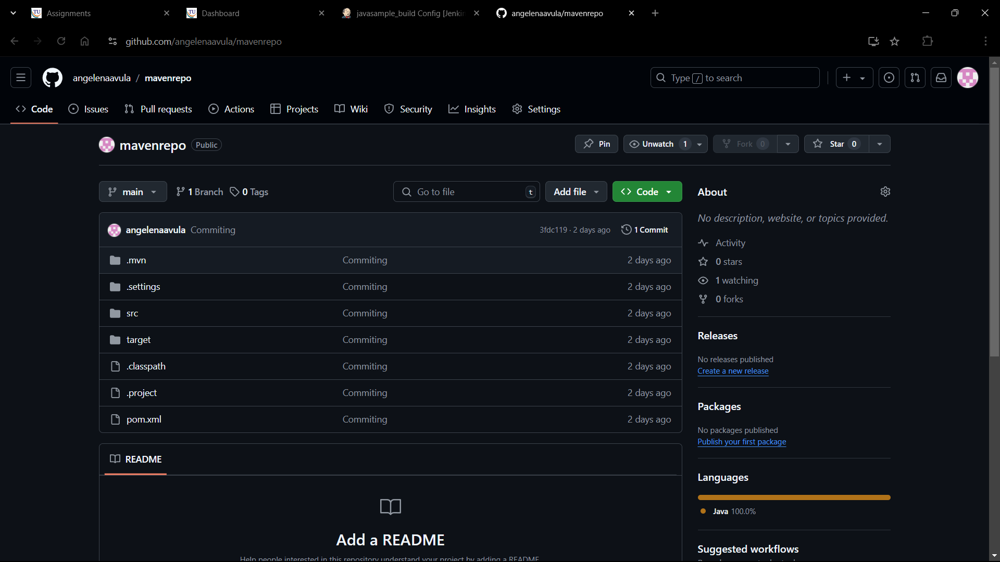 Assignments
Dashboard
javasample_build Config [Jenki
angelenaavula/mavenrepo
github.com/angelenaavula/mavenrepo
angelenaavula / mavenrepo
Type / to search
Code
Issues
Pull requests
Actions
Projects
Wiki
Security
Insights
Settings
mavenrepo Public
Pin
Unwatch 1
Fork 0
Star 0
main
1 Branch
0 Tags
Go to file t
Add file
Code
angelenaavula Commiting 3fdc119 · 2 days ago 1 Commit
.mvn Commiting 2 days ago
.settings Commiting 2 days ago
src Commiting 2 days ago
target Commiting 2 days ago
.classpath Commiting 2 days ago
.project Commiting 2 days ago
pom.xml Commiting 2 days ago
README
Add a README
Help people interested in this repository understand your project by adding a README
About
No description, website, or topics provided.
Activity
0 stars
1 watching
0 forks
Releases
No releases published
Create a new release
Packages
No packages published
Publish your first package
Languages
Java 100.0%
Suggested workflows